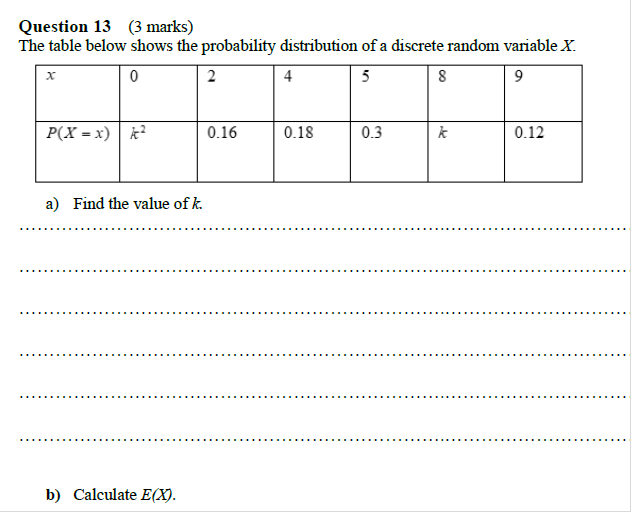 Question 13 (3 marks)
The table below shows the probability distribution of a discrete random variable X.
x 0 2 4 5 8 9
P(X = x) k² 0.16 0.18 0.3 k 0.12
a) Find the value of k.
b) Calculate E(X).